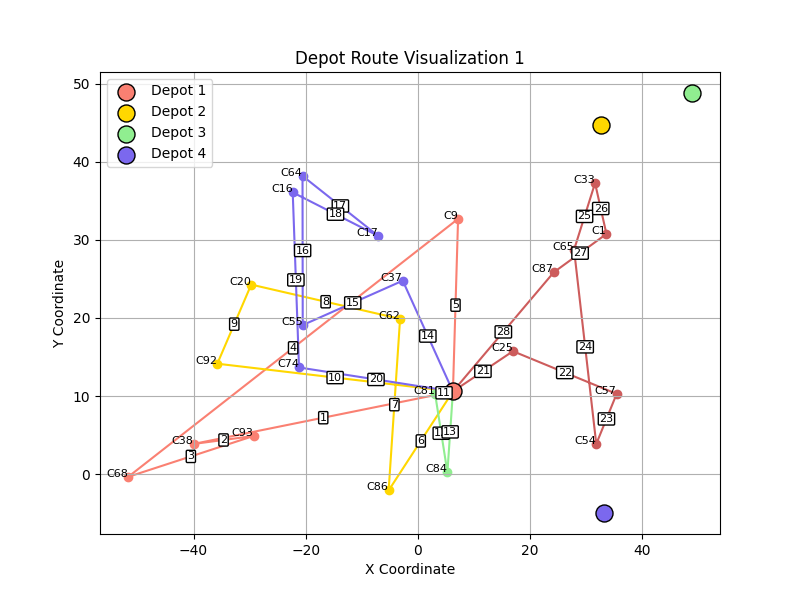 Depot Route Visualization 1
Depot 1
Depot 2
Depot 3
Depot 4
50
40
30
20
10
0
Y Coordinate
−40
−20
0
20
40
X Coordinate
C64
C16
C17
C9
C33
C1
C65
C87
C37
C20
C55
C62
C92
C74
C25
C81
C57
C38
C93
C54
C68
C84
C86
17
18
16
19
26
25
27
5
8
15
9
14
28
4
24
10
20
21
22
11
7
1
23
2
6
13
3